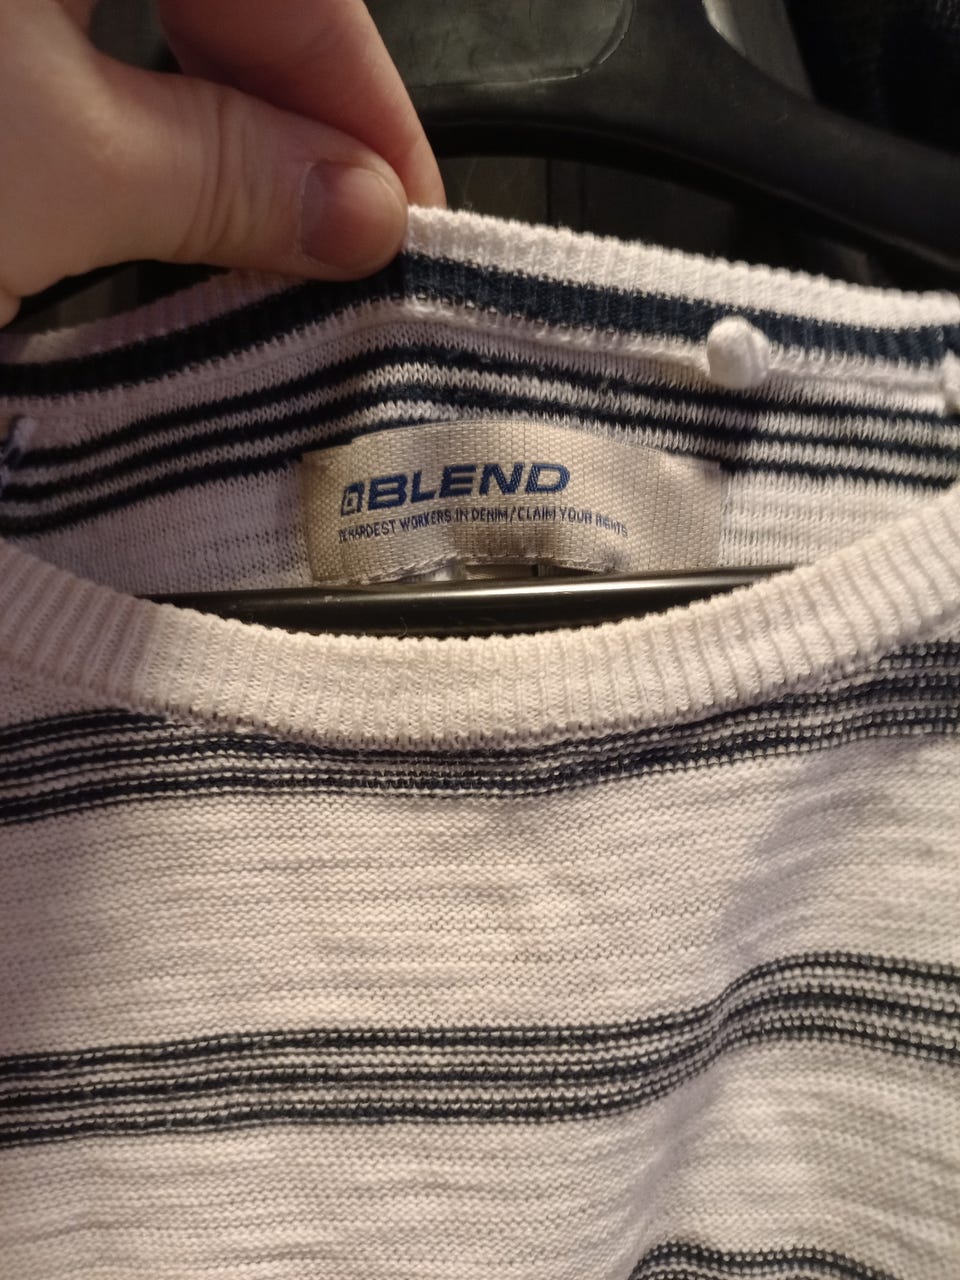 BLEND
HARDEST WORKERS IN DENIM/CLAIM YOUR RIGHTS